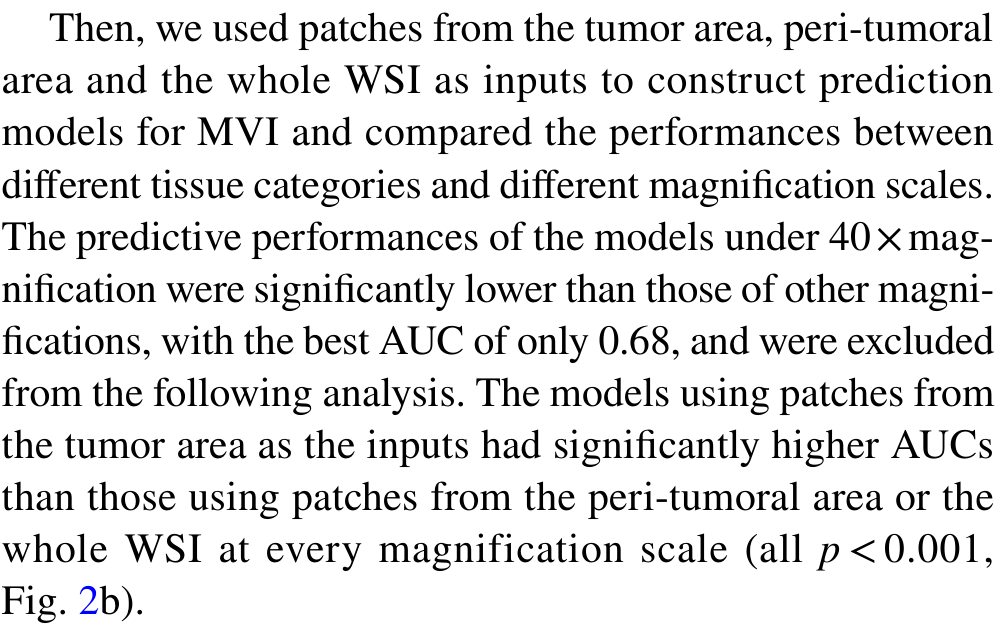 Then, we used patches from the tumor area, peri-tumoral
area and the whole WSI as inputs to construct prediction
models for MVI and compared the performances between
different tissue categories and different magnification scales.
The predictive performances of the models under 40 × mag-
nification were significantly lower than those of other magni-
fications, with the best AUC of only 0.68, and were excluded
from the following analysis. The models using patches from
the tumor area as the inputs had significantly higher AUCs
than those using patches from the peri-tumoral area or the
whole WSI at every magnification scale (all p < 0.001,
Fig. 2b).